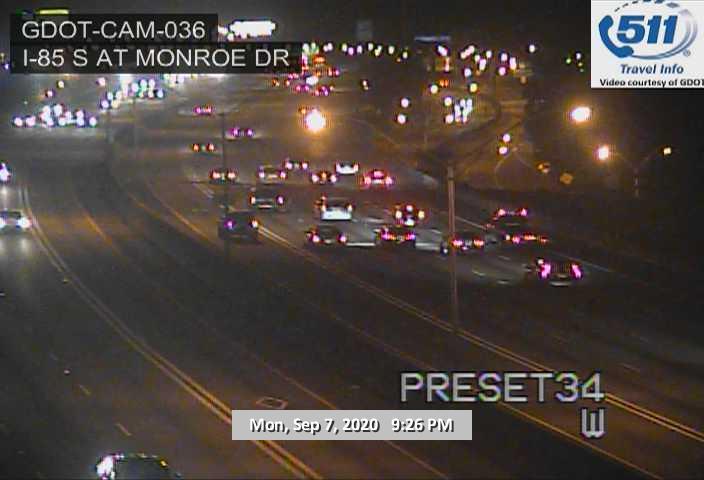 GDOT-CAM-036
I-85 S AT MONROE DR
511
Travel Info
Video courtesy of GDOT
PRESET34
W
Mon, Sep 7, 2020 9:26 PM